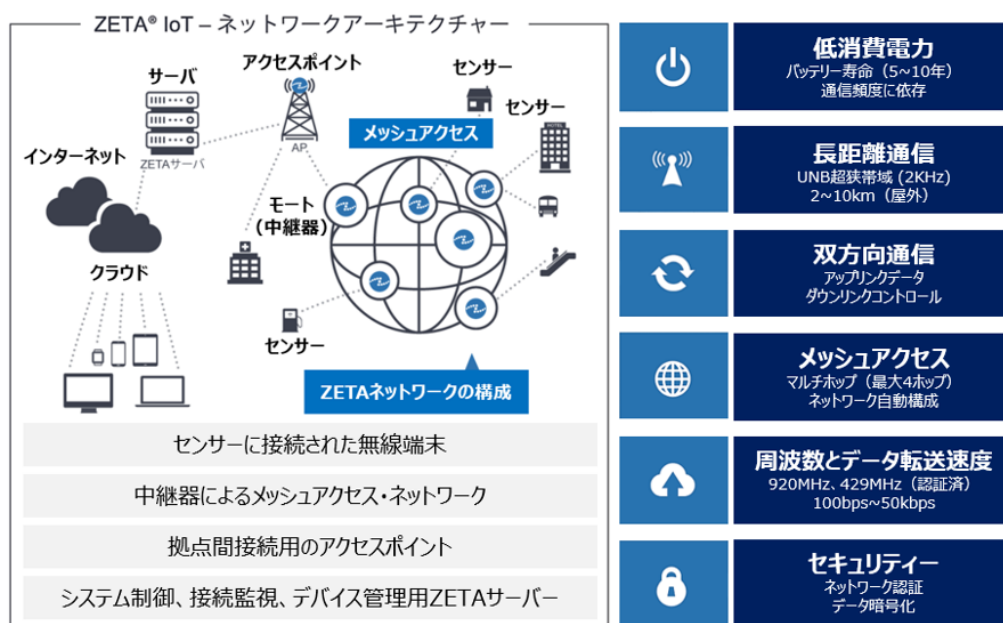 ZETA® IoT – ネットワークアーキテクチャー
サーバ
アクセスポイント
センサー
センサー
メッシュアクセス
AP
インターネット
ZETAサーバ
モート
(中継器)
クラウド
センサー
ZETAネットワークの構成
センサーに接続された無線端末
中継器によるメッシュアクセス・ネットワーク
拠点間接続用のアクセスポイント
システム制御、接続監視、デバイス管理用ZETAサーバー
低消費電力
バッテリー寿命（5~10年）
通信頻度に依存
長距離通信
UNB超狭帯域 (2KHz)
2~10km（屋外）
双方向通信
アップリンクデータ
ダウンリンクコントロール
メッシュアクセス
マルチホップ（最大4ホップ）
ネットワーク自動構成
周波数とデータ転送速度
920MHz、429MHz（認証済）
100bps~50kbps
セキュリティー
ネットワーク認証
データ暗号化